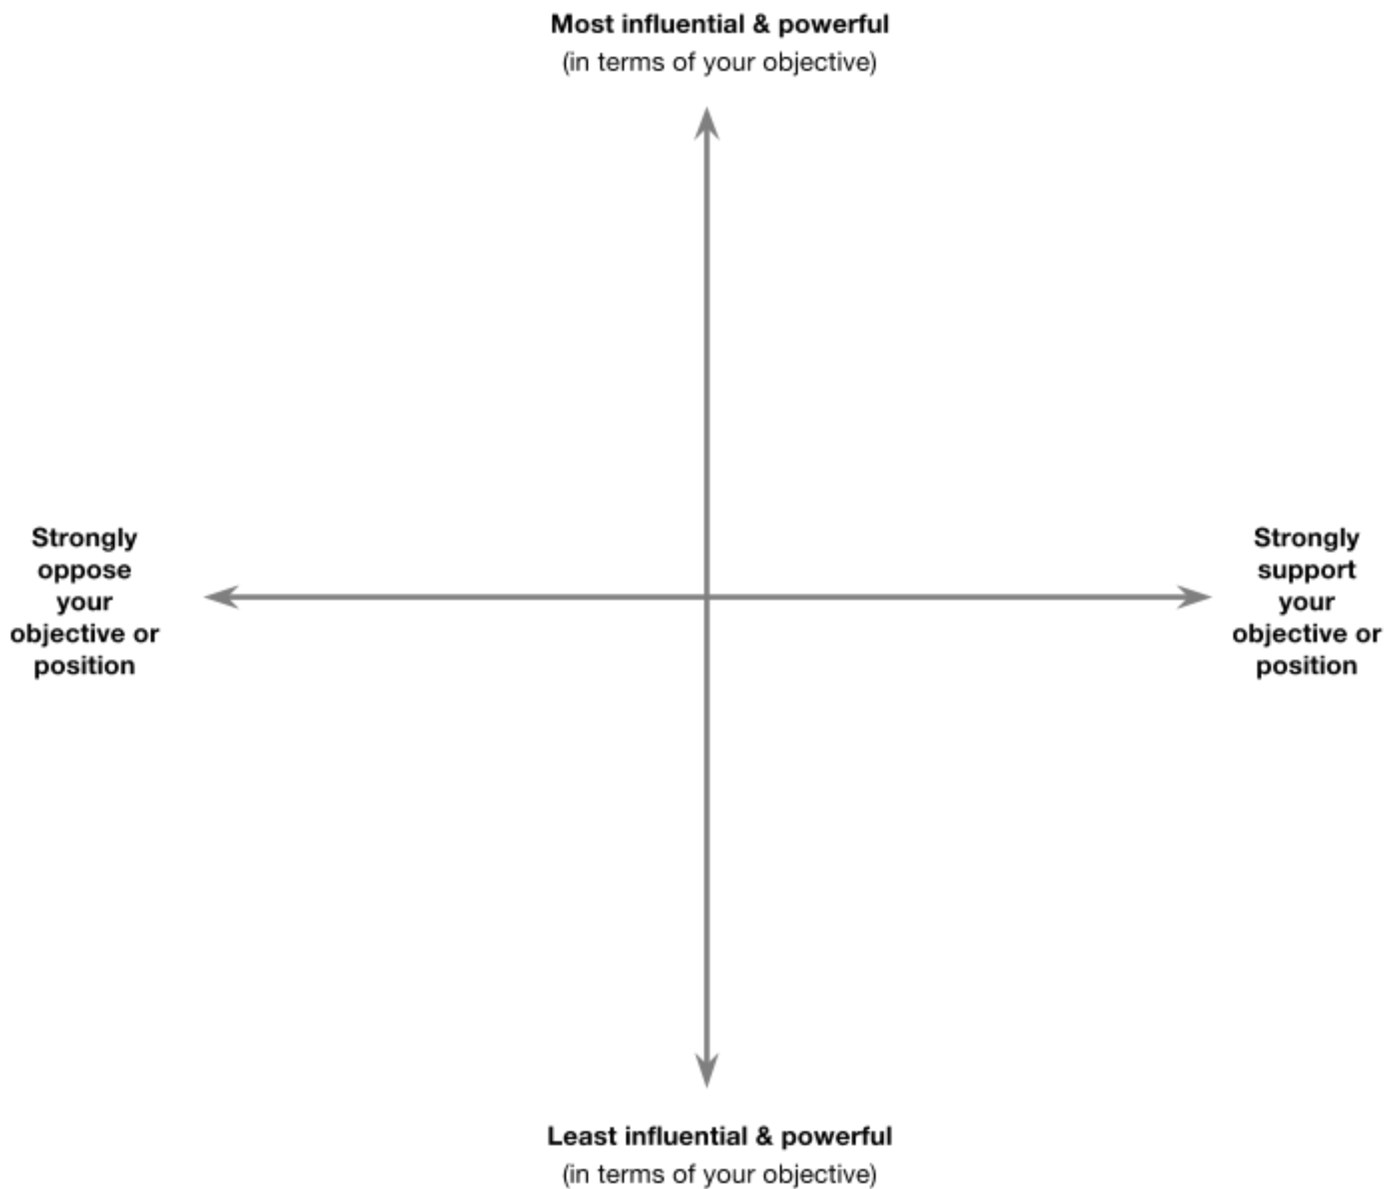 Most influential & powerful
(in terms of your objective)
Strongly
oppose
your
objective or
position
Strongly
support
your
objective or
position
Least influential & powerful
(in terms of your objective)